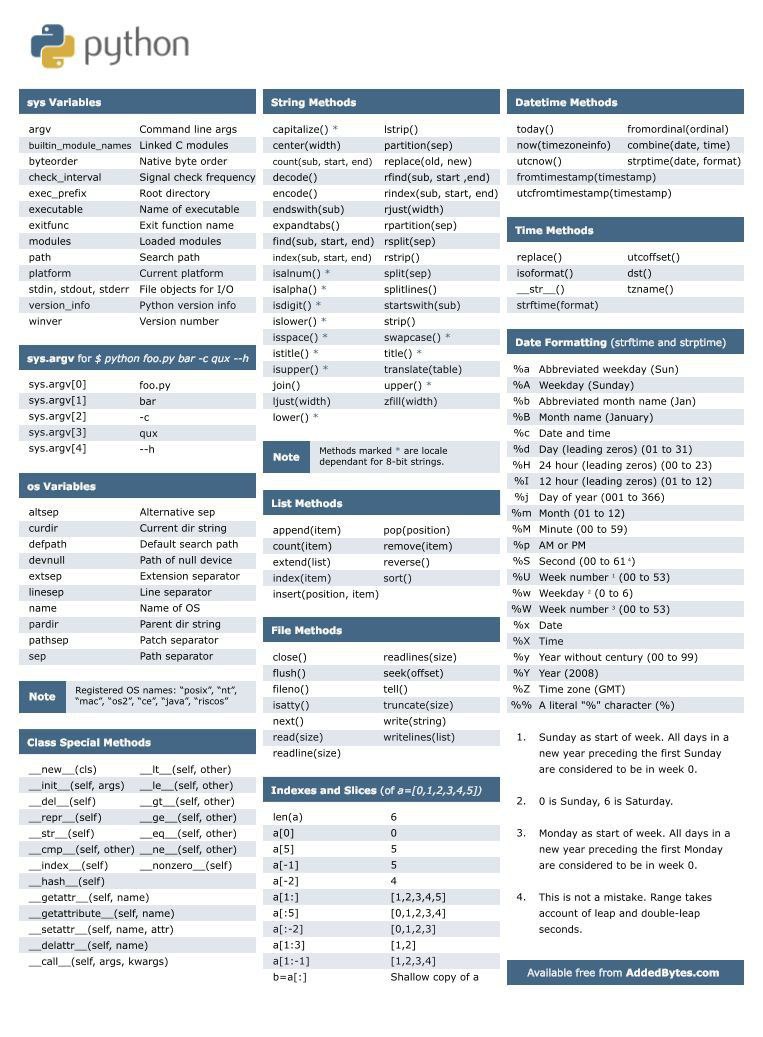 python
sys Variables
argv Command line args
builtin_module_names Linked C modules
byteorder Native byte order
check_interval Signal check frequency
exec_prefix Root directory
executable Name of executable
exitfunc Exit function name
modules Loaded modules
path Search path
platform Current platform
stdin, stdout, stderr File objects for I/O
version_info Python version info
winver Version number
sys.argv for $ python foo.py bar -c qux --h
sys.argv[0] foo.py
sys.argv[1] bar
sys.argv[2] -c
sys.argv[3] qux
sys.argv[4] --h
os Variables
altsep Alternative sep
curdir Current dir string
defpath Default search path
devnull Path of null device
extsep Extension separator
linesep Line separator
name Name of OS
pardir Parent dir string
pathsep Patch separator
sep Path separator
Note
Registered OS names: “posix”, “nt”,
“mac”, “os2”, “ce”, “java”, “riscos”
Class Special Methods
__new__(cls) __lt__(self, other)
__init__(self, args) __le__(self, other)
__del__(self) __gt__(self, other)
__repr__(self) __ge__(self, other)
__str__(self) __eq__(self, other)
__cmp__(self, other) __ne__(self, other)
__index__(self) __nonzero__(self)
__hash__(self)
__getattr__(self, name)
__getattribute__(self, name)
__setattr__(self, name, attr)
__delattr__(self, name)
__call__(self, args, kwargs)
String Methods
capitalize() * lstrip()
center(width) partition(sep)
count(sub, start, end) replace(old, new)
decode() rfind(sub, start ,end)
encode() rindex(sub, start, end)
endswith(sub) rjust(width)
expandtabs() rpartition(sep)
find(sub, start, end) rsplit(sep)
index(sub, start, end) rstrip()
isalnum() * split(sep)
isalpha() * splitlines()
isdigit() * startswith(sub)
islower() * strip()
isspace() * swapcase() *
istitle() * title() *
isupper() * translate(table)
join() upper() *
ljust(width) zfill(width)
lower() *
Note
Methods marked * are locale
dependant for 8-bit strings.
List Methods
append(item) pop(position)
count(item) remove(item)
extend(list) reverse()
index(item) sort()
insert(position, item)
File Methods
close() readlines(size)
flush() seek(offset)
fileno() tell()
isatty() truncate(size)
next() write(string)
read(size) writelines(list)
readline(size)
Indexes and Slices (of a=[0,1,2,3,4,5])
len(a) 6
a[0] 0
a[5] 5
a[-1] 5
a[-2] 4
a[1:] [1,2,3,4,5]
a[:5] [0,1,2,3,4]
a[:-2] [0,1,2,3]
a[1:3] [1,2]
a[1:-1] [1,2,3,4]
b=a[:] Shallow copy of a
Datetime Methods
today() fromordinal(ordinal)
now(timezoneinfo) combine(date, time)
utcnow() strptime(date, format)
fromtimestamp(timestamp)
utcfromtimestamp(timestamp)
Time Methods
replace() utcoffset()
isoformat() dst()
__str__() tzname()
strftime(format)
Date Formatting (strftime and strptime)
%a Abbreviated weekday (Sun)
%A Weekday (Sunday)
%b Abbreviated month name (Jan)
%B Month name (January)
%c Date and time
%d Day (leading zeros) (01 to 31)
%H 24 hour (leading zeros) (00 to 23)
%I 12 hour (leading zeros) (01 to 12)
%j Day of year (001 to 366)
%m Month (01 to 12)
%M Minute (00 to 59)
%p AM or PM
%S Second (00 to 61⁴)
%U Week number ¹ (00 to 53)
%w Weekday ² (0 to 6)
%W Week number ³ (00 to 53)
%x Date
%X Time
%y Year without century (00 to 99)
%Y Year (2008)
%Z Time zone (GMT)
%% A literal "%" character (%)
1. Sunday as start of week. All days in a
new year preceding the first Sunday
are considered to be in week 0.
2. 0 is Sunday, 6 is Saturday.
3. Monday as start of week. All days in a
new year preceding the first Monday
are considered to be in week 0.
4. This is not a mistake. Range takes
account of leap and double-leap
seconds.
Available free from AddedBytes.com